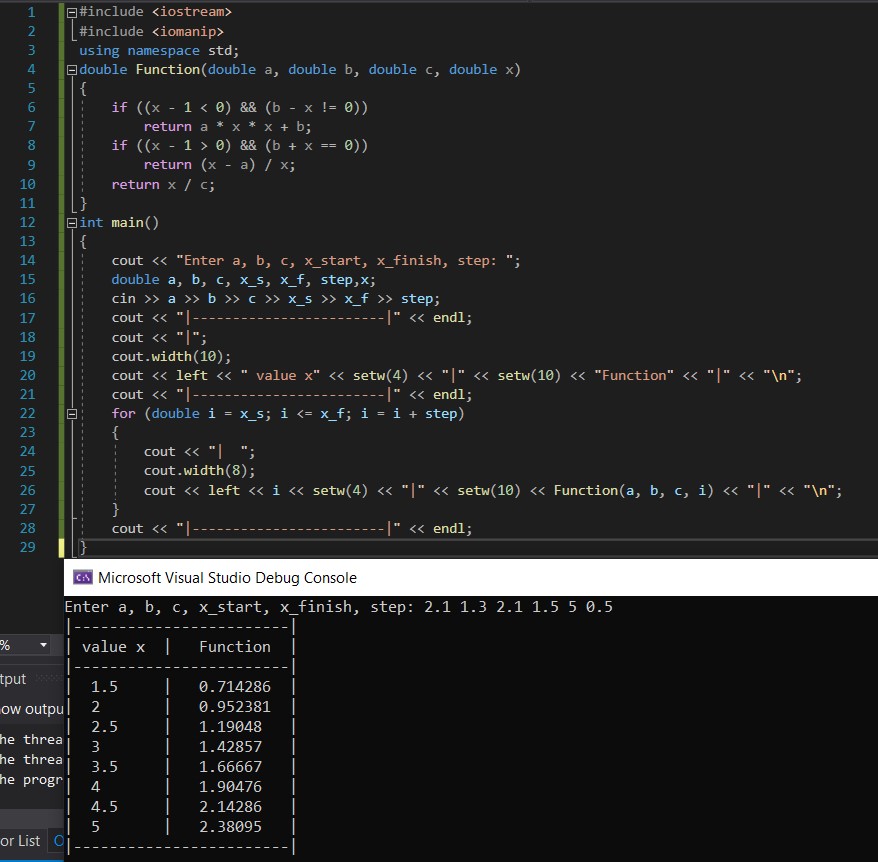 1 #include <iostream>
2 #include <iomanip>
3 using namespace std;
4 double Function(double a, double b, double c, double x)
5 {
6 if ((x - 1 < 0) && (b - x != 0))
7 return a * x * x + b;
8 if ((x - 1 > 0) && (b + x == 0))
9 return (x - a) / x;
10 return x / c;
11 }
12 int main()
13 {
14 cout << "Enter a, b, c, x_start, x_finish, step: ";
15 double a, b, c, x_s, x_f, step,x;
16 cin >> a >> b >> c >> x_s >> x_f >> step;
17 cout << "|------------------------|" << endl;
18 cout << "|";
19 cout.width(10);
20 cout << left << " value x" << setw(4) << "|" << setw(10) << "Function" << "|" << "\n";
21 cout << "|------------------------|" << endl;
22 for (double i = x_s; i <= x_f; i = i + step)
23 {
24 cout << "|  ";
25 cout.width(8);
26 cout << left << i << setw(4) << "|" << setw(10) << Function(a, b, c, i) << "|" << "\n";
27 }
28 cout << "|------------------------|" << endl;
29 }
C:\ Microsoft Visual Studio Debug Console
Enter a, b, c, x_start, x_finish, step: 2.1 1.3 2.1 1.5 5 0.5
|------------------------|
| value x  |   Function  |
|------------------------|
|  1.5     |   0.714286  |
|  2       |   0.952381  |
|  2.5     |   1.19048   |
|  3       |   1.42857   |
|  3.5     |   1.66667   |
|  4       |   1.90476   |
|  4.5     |   2.14286   |
|  5       |   2.38095   |
|------------------------|
%
tput
ow outpu
he threa
he threa
he progr
or List
O